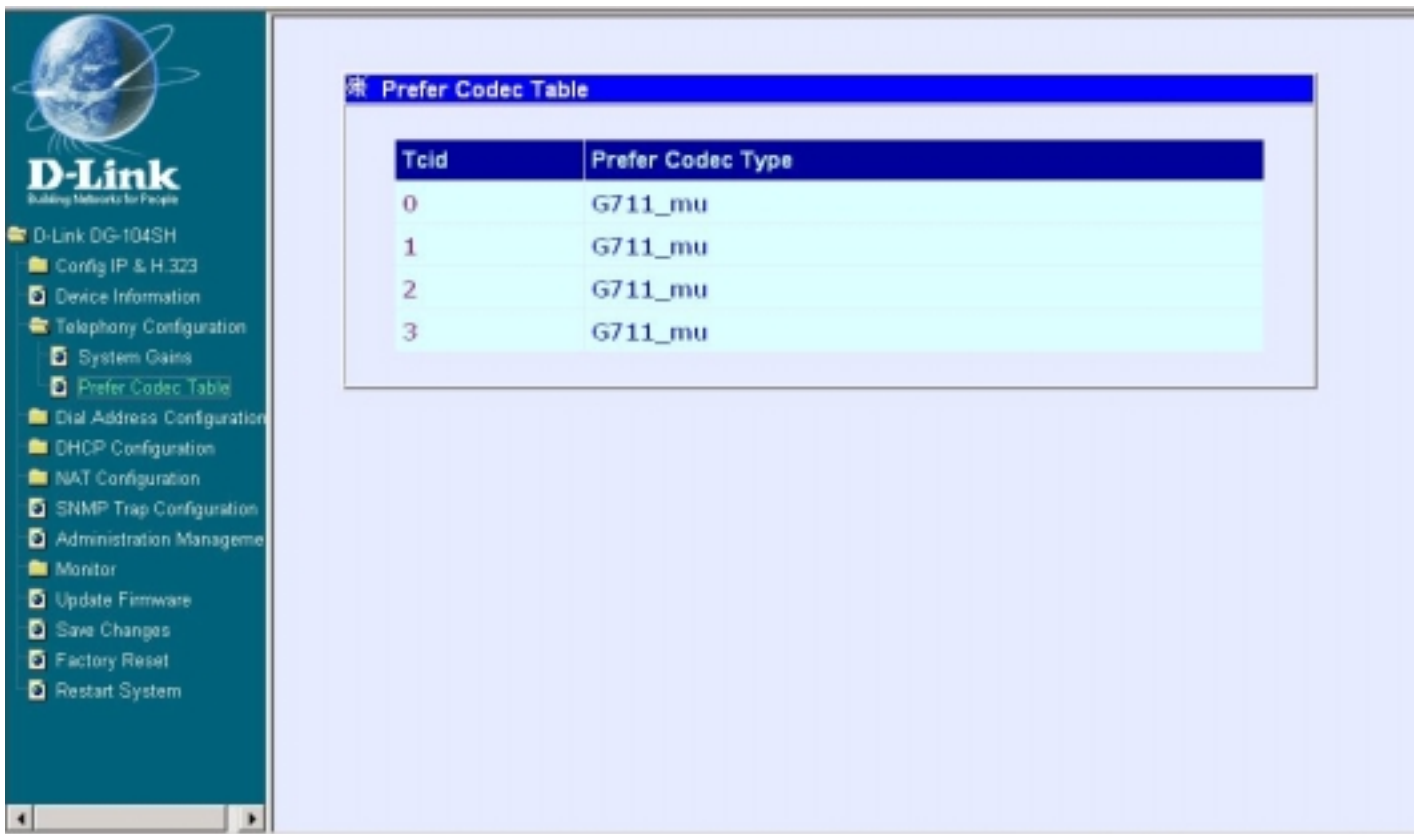 D-Link
Building Networks for People
D-Link DG-104SH
Config IP & H.323
Device Information
Telephony Configuration
System Gains
Prefer Codec Table
Dial Address Configuration
DHCP Configuration
NAT Configuration
SNMP Trap Configuration
Administration Manageme
Monitor
Update Firmware
Save Changes
Factory Reset
Restart System
Prefer Codec Table
Tcid Prefer Codec Type
0 G711_mu
1 G711_mu
2 G711_mu
3 G711_mu